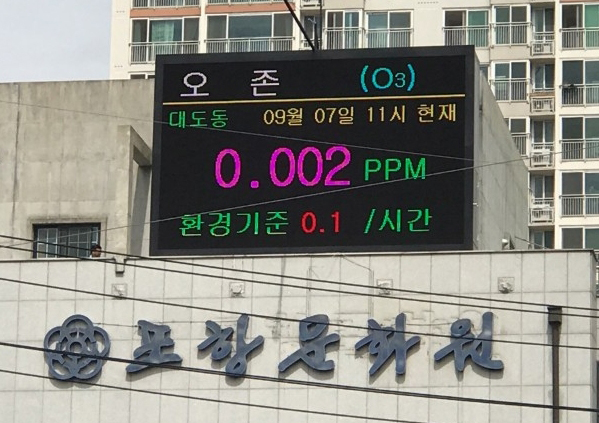 오 존 (O3)
대도동 09월 07일 11시 현재
0.002 PPM
환경기준 0.1 /시간
포항문화원